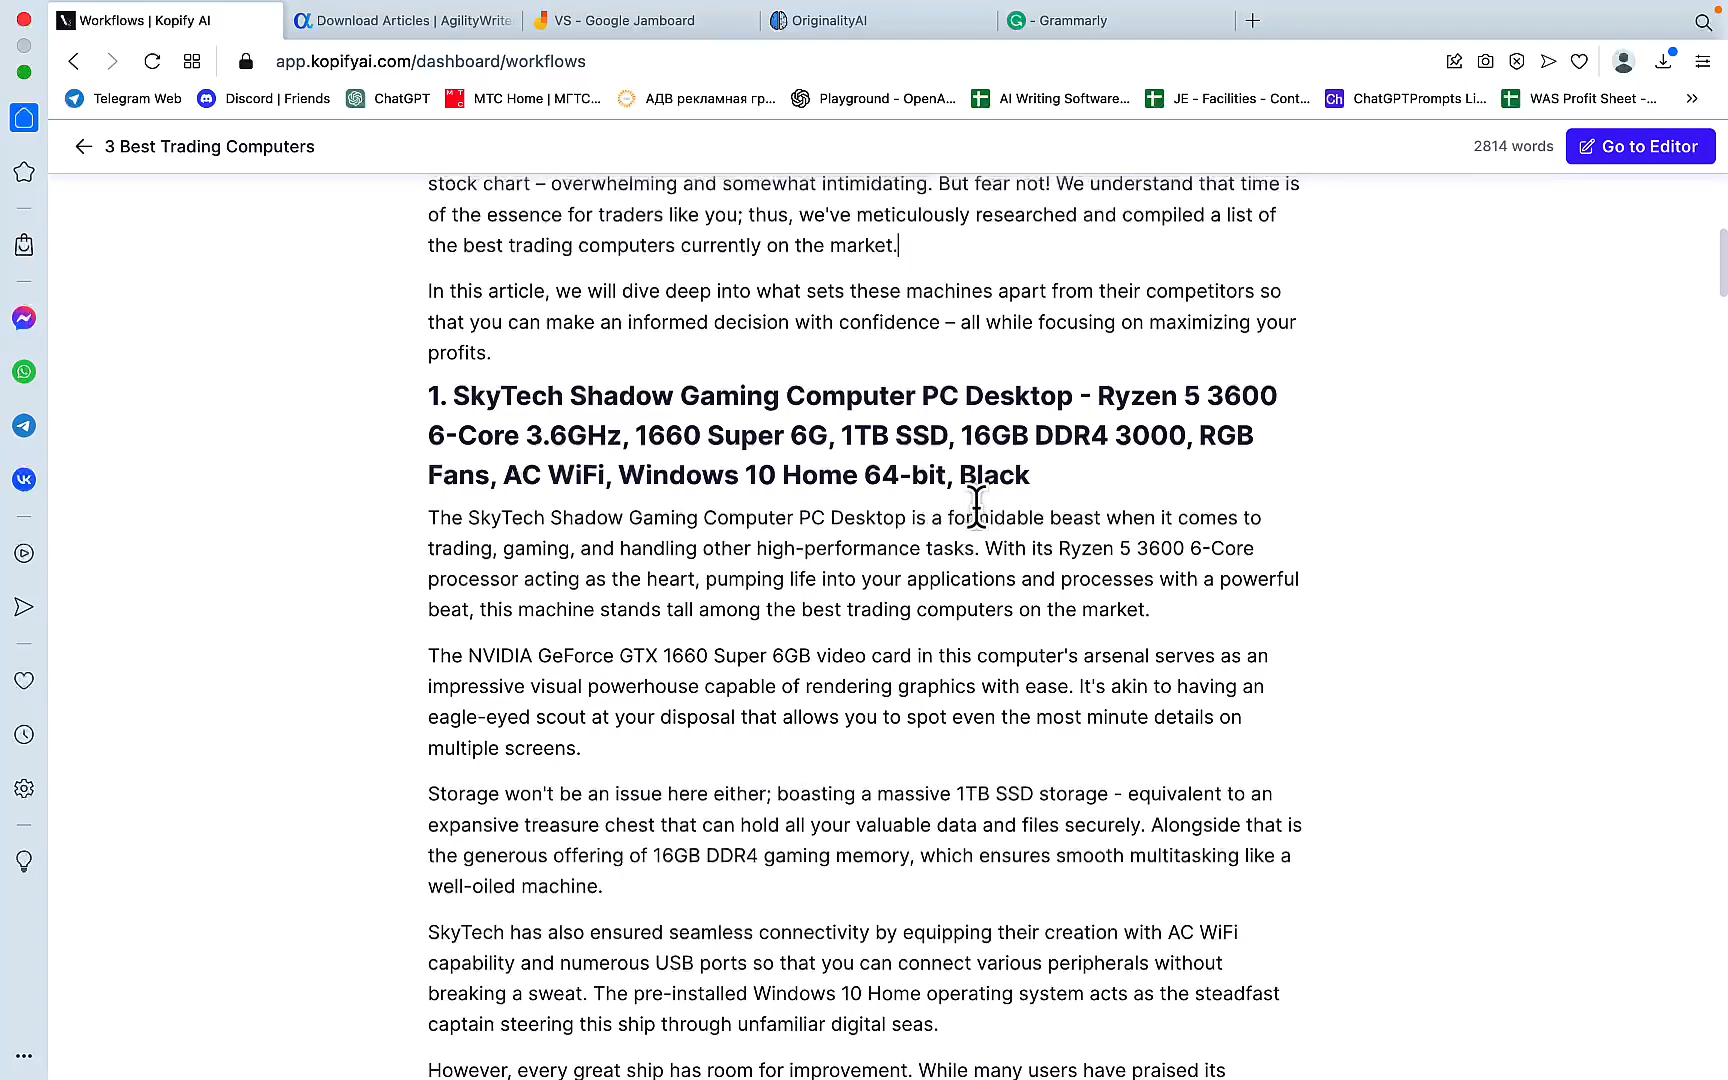 Workflows | Kopify AI
Download Articles | AgilityWrite
VS - Google Jamboard
OriginalityAI
- Grammarly
app.kopifyai.com/dashboard/workflows
Telegram Web
Discord | Friends
ChatGPT
МТС Home | МГТС...
АДВ рекламная гр...
Playground - OpenA...
AI Writing Software...
JE - Facilities - Cont...
Ch
ChatGPTPrompts Li...
WAS Profit Sheet -...
3 Best Trading Computers
2814 words
Go to Editor
stock chart – overwhelming and somewhat intimidating. But fear not! We understand that time is
of the essence for traders like you; thus, we've meticulously researched and compiled a list of
the best trading computers currently on the market.
In this article, we will dive deep into what sets these machines apart from their competitors so
that you can make an informed decision with confidence – all while focusing on maximizing your
profits.
1. SkyTech Shadow Gaming Computer PC Desktop - Ryzen 5 3600
6-Core 3.6GHz, 1660 Super 6G, 1TB SSD, 16GB DDR4 3000, RGB
Fans, AC WiFi, Windows 10 Home 64-bit, Black
The SkyTech Shadow Gaming Computer PC Desktop is a formidable beast when it comes to
trading, gaming, and handling other high-performance tasks. With its Ryzen 5 3600 6-Core
processor acting as the heart, pumping life into your applications and processes with a powerful
beat, this machine stands tall among the best trading computers on the market.
The NVIDIA GeForce GTX 1660 Super 6GB video card in this computer's arsenal serves as an
impressive visual powerhouse capable of rendering graphics with ease. It's akin to having an
eagle-eyed scout at your disposal that allows you to spot even the most minute details on
multiple screens.
Storage won't be an issue here either; boasting a massive 1TB SSD storage - equivalent to an
expansive treasure chest that can hold all your valuable data and files securely. Alongside that is
the generous offering of 16GB DDR4 gaming memory, which ensures smooth multitasking like a
well-oiled machine.
SkyTech has also ensured seamless connectivity by equipping their creation with AC WiFi
capability and numerous USB ports so that you can connect various peripherals without
breaking a sweat. The pre-installed Windows 10 Home operating system acts as the steadfast
captain steering this ship through unfamiliar digital seas.
However, every great ship has room for improvement. While many users have praised its